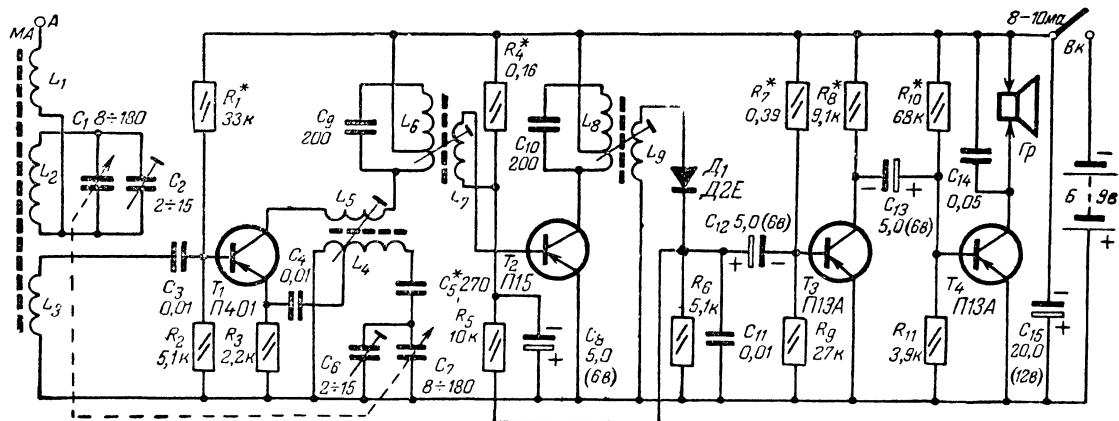 A
МА
L₁
C₁ 8÷180
L₂
C₂
2÷15
L₃
C₃
0,01
R₁*
33к
T₁
П401
R₂
5,1к
R₃
2,2к
C₄
0,01
L₅
L₄
C₅* 270
C₆
2÷15
C₇
8÷180
C₉
200
L₆
L₇
R₄*
0,16
T₂
П15
R₅
10к
C₈
5,0
(6в)
−
+
C₁₀
200
L₈
L₉
Д1
Д2Е
R₆
5,1к
C₁₁
0,01
C₁₂ 5,0(6в)
+ −
R₇*
0,39
R₈*
9,1к
T₃
П13А
R₉
27к
− +
C₁₃
5,0(6в)
R₁₀*
68к
R₁₁
3,9к
T₄
П13А
C₁₄
0,05
Гр
8–10ма
Вк
−
Б 9в
+
−
+
C₁₅
20,0
(12в)